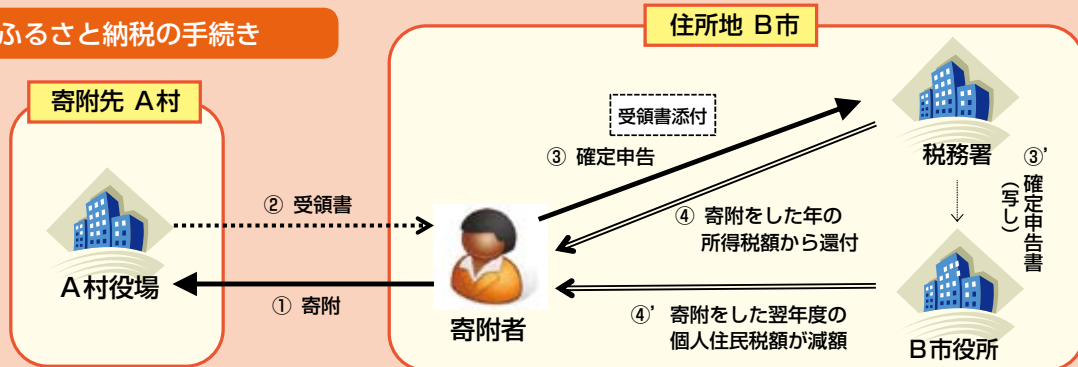 ふるさと納税の手続き
住所地 B市
寄附先 A村
受領書添付
③ 確定申告
税務署
③’
確定申告書
(写し)
② 受領書
④ 寄附をした年の
所得税額から還付
A村役場
① 寄附
寄附者
④’ 寄附をした翌年度の
個人住民税額が減額
B市役所